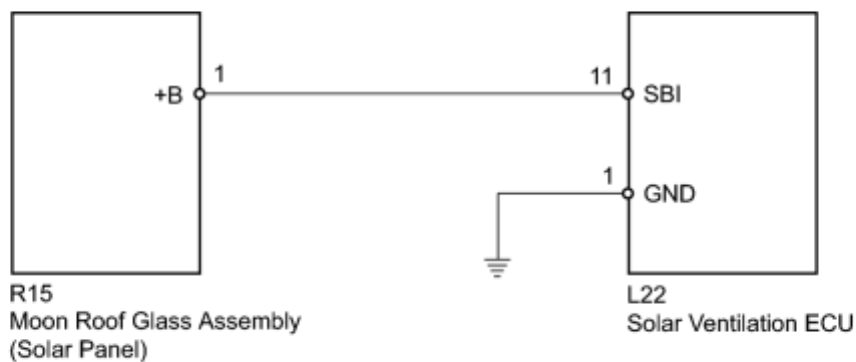 +B
1
11
SBI
1
GND
R15
Moon Roof Glass Assembly
(Solar Panel)
L22
Solar Ventilation ECU